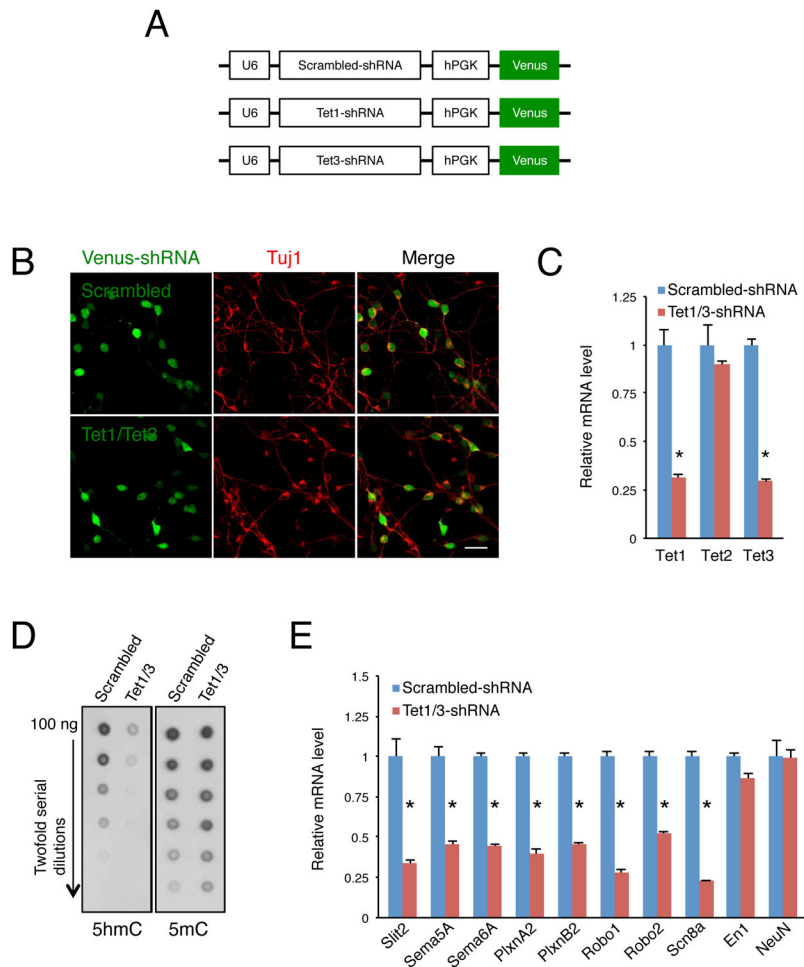 A
U6 Scrambled-shRNA hPGK Venus
U6 Tet1-shRNA hPGK Venus
U6 Tet3-shRNA hPGK Venus
B
Venus-shRNA Tuj1 Merge
Scrambled
Tet1/Tet3
C
Scrambled-shRNA
Tet1/3-shRNA
Relative mRNA level
1.25
1
0.75
0.5
0.25
0
* *
Tet1 Tet2 Tet3
D
Scrambled Tet1/3 Scrambled Tet1/3
100 ng
Twofold serial
dilutions
5hmC 5mC
E
Scrambled-shRNA
Tet1/3-shRNA
Relative mRNA level
1.5
1.25
1
0.75
0.5
0.25
0
* * * * * * * *
Slit2 Sema5A Sema6A PlxnA2 PlxnB2 Robo1 Robo2 Scn8a En1 NeuN